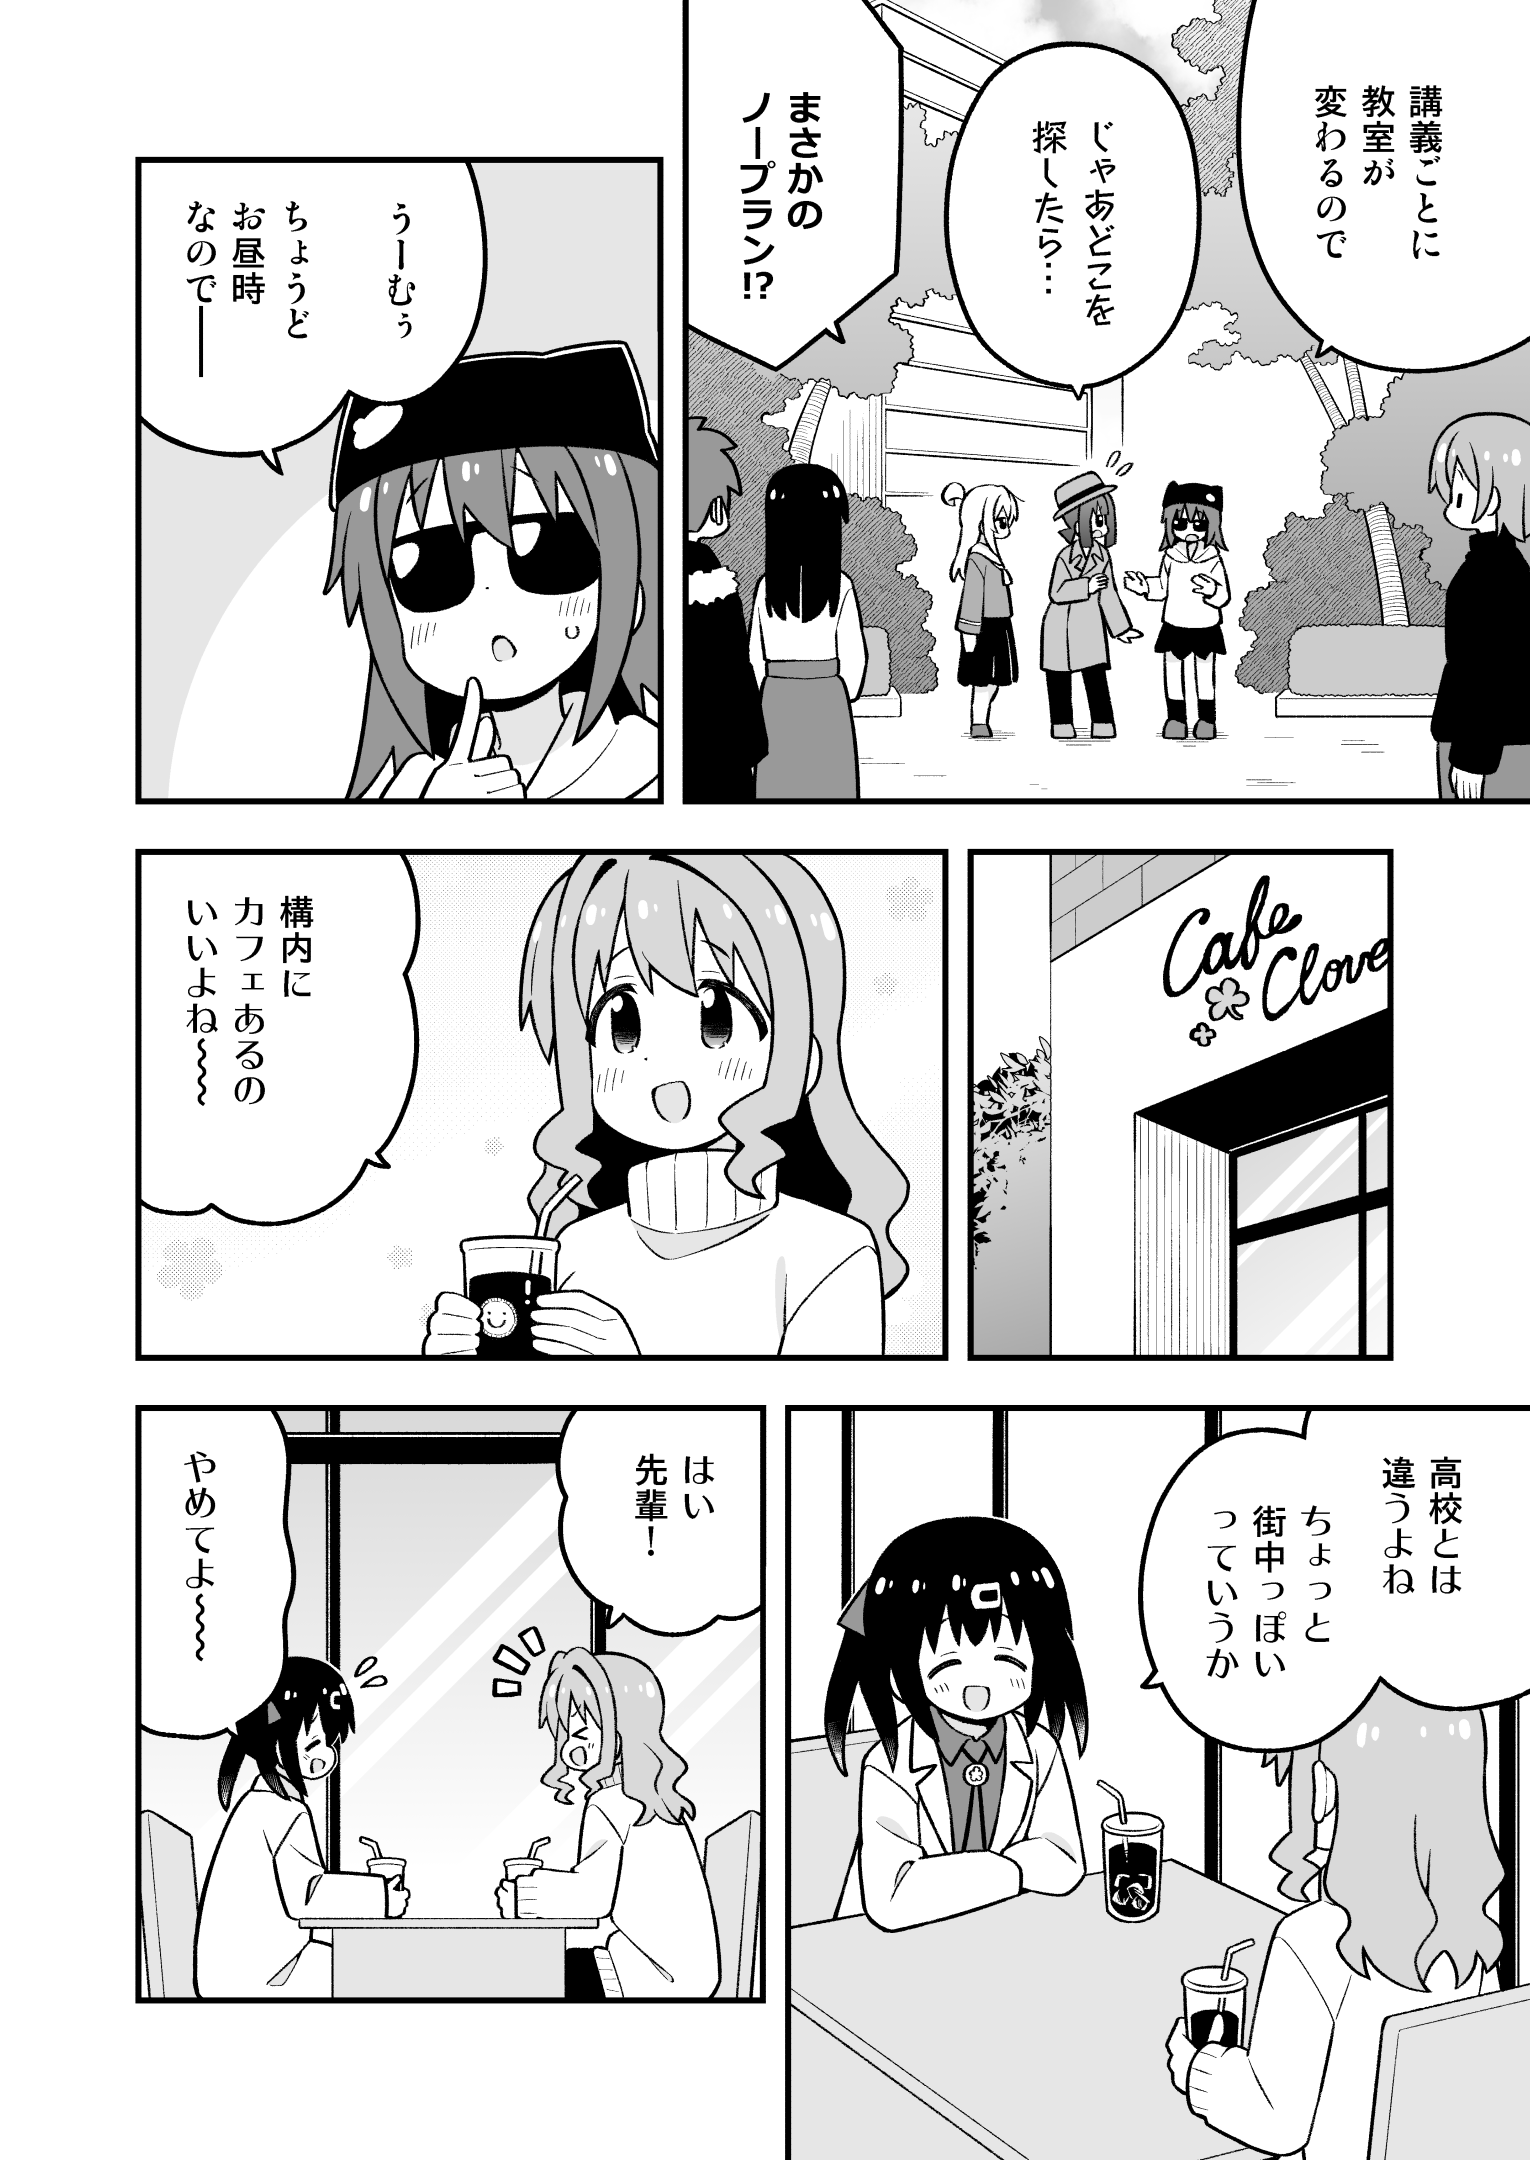 講義ごとに
教室が
変わるので
じゃあどこを
探したら…
まさかの
ノープラン!?
うーむぅ
ちょうど
お昼時
なので―
Cafe
Clove
構内に
カフェあるの
いいよね～～
高校とは
違うよね
ちょっと
街中っぽい
っていうか
はい
先輩!
やめてよ～～